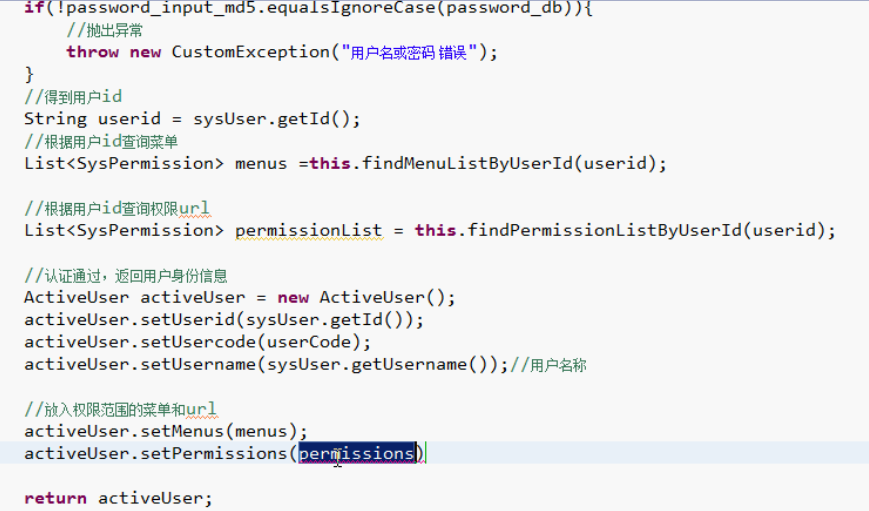 if(!password_input_md5.equalsIgnoreCase(password_db)){
//抛出异常
throw new CustomException("用户名或密码 错误");
}
//得到用户id
String userid = sysUser.getId();
//根据用户id查询菜单
List<SysPermission> menus =this.findMenuListByUserId(userid);
//根据用户id查询权限url
List<SysPermission> permissionList = this.findPermissionListByUserId(userid);
//认证通过，返回用户身份信息
ActiveUser activeUser = new ActiveUser();
activeUser.setUserid(sysUser.getId());
activeUser.setUsercode(userCode);
activeUser.setUsername(sysUser.getUsername());//用户名称
//放入权限范围的菜单和url
activeUser.setMenus(menus);
activeUser.setPermissions(permissions)
return activeUser;